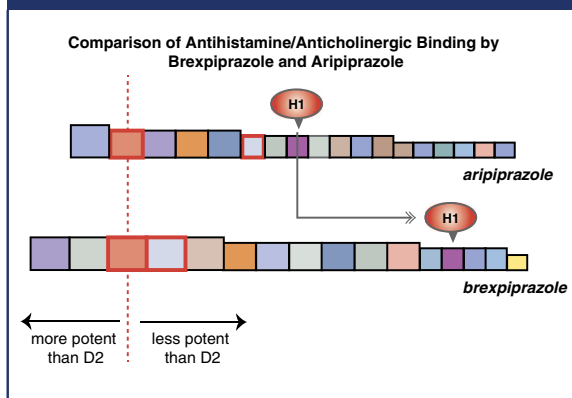 Comparison of Antihistamine/Anticholinergic Binding by
Brexpiprazole and Aripiprazole
H1
aripiprazole
H1
brexpiprazole
more potent
than D2
less potent
than D2